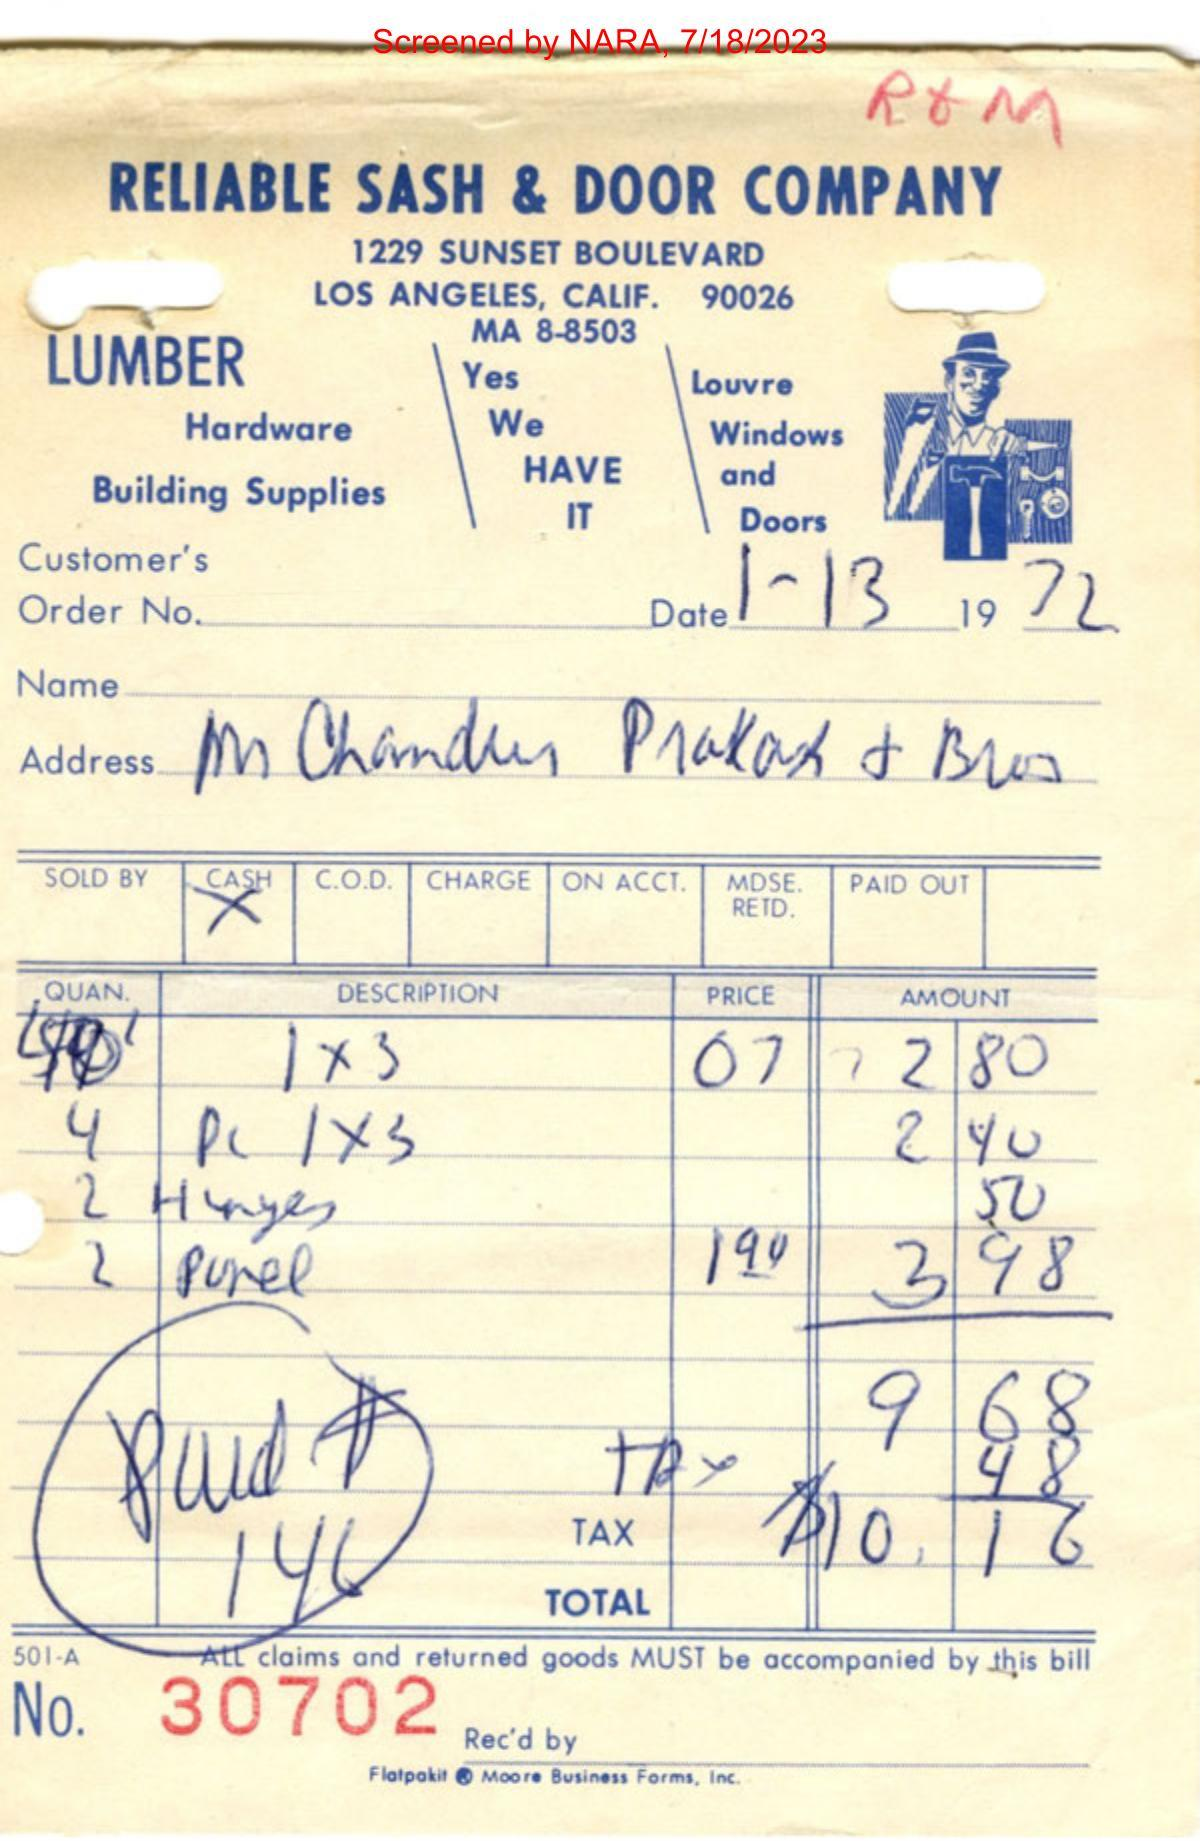 Screened by NARA, 7/18/2023
R & M
RELIABLE SASH & DOOR COMPANY
1229 SUNSET BOULEVARD
LOS ANGELES, CALIF. 90026
MA 8-8503
LUMBER
Hardware
Building Supplies
Yes
We
HAVE
IT
Louvre
Windows
and
Doors
Customer's
Order No. Date 1-13 19 72
Name
Address Mr Chander Prakash & Bros
SOLD BY CASH X C.O.D. CHARGE ON ACCT. MDSE. RETD. PAID OUT
QUAN. DESCRIPTION PRICE AMOUNT
1 x 3 07 2 80
4 Pc 1 x 3 2 40
2 Hinges 50
2 Panel 3 98
9 68
Tax 48
TAX $10.16
Paid #
146
TOTAL
501-A ALL claims and returned goods MUST be accompanied by this bill
No. 30702 Rec'd by
Flatpakit ® Moore Business Forms, Inc.